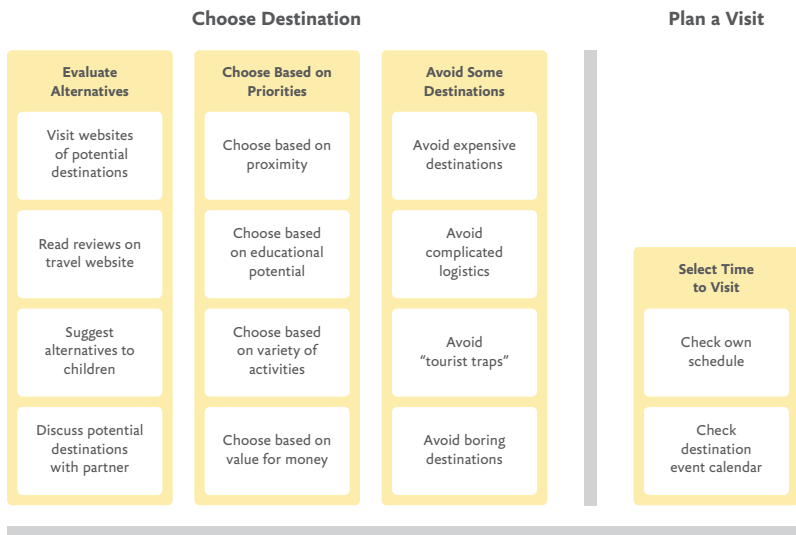 Choose Destination
Plan a Visit
Evaluate
Alternatives
Visit websites
of potential
destinations
Read reviews on
travel website
Suggest
alternatives to
children
Discuss potential
destinations
with partner
Choose Based on
Priorities
Choose based on
proximity
Choose based
on educational
potential
Choose based
on variety of
activities
Choose based on
value for money
Avoid Some
Destinations
Avoid expensive
destinations
Avoid
complicated
logistics
Avoid
“tourist traps”
Avoid boring
destinations
Select Time
to Visit
Check own
schedule
Check
destination
event calendar